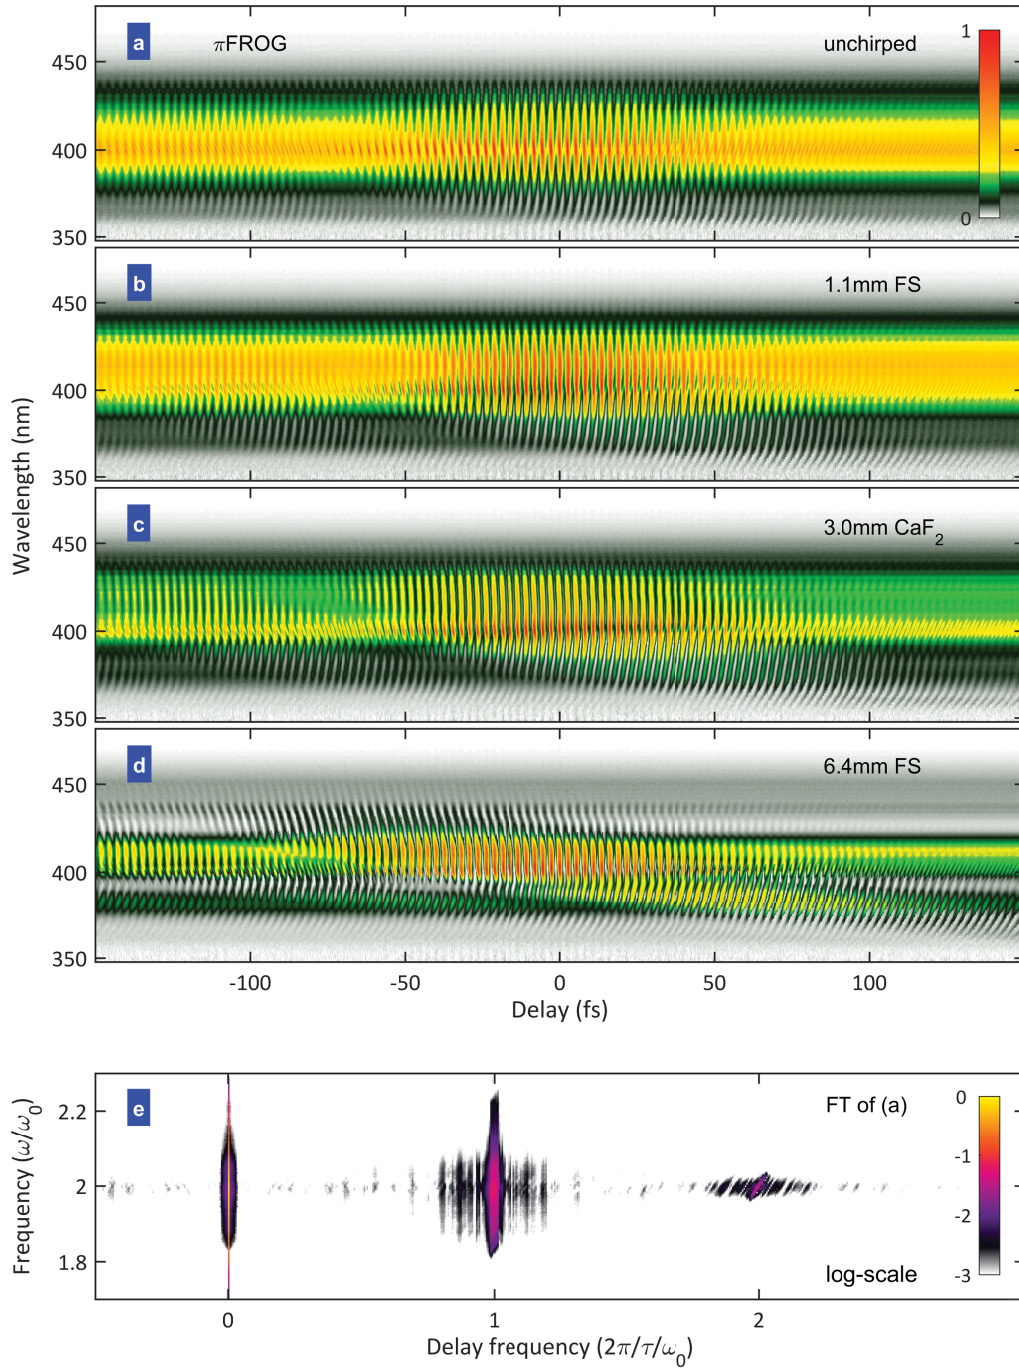 a
πFROG
unchirped
1
0
450
400
350
b
1.1mm FS
450
400
350
Wavelength (nm)
c
3.0mm CaF2
450
400
350
d
6.4mm FS
450
400
350
-100 -50 0 50 100
Delay (fs)
e
FT of (a)
0
-1
-2
-3
log-scale
2.2
2
1.8
Frequency (ω/ω0)
0 1 2
Delay frequency (2π/τ/ω0)